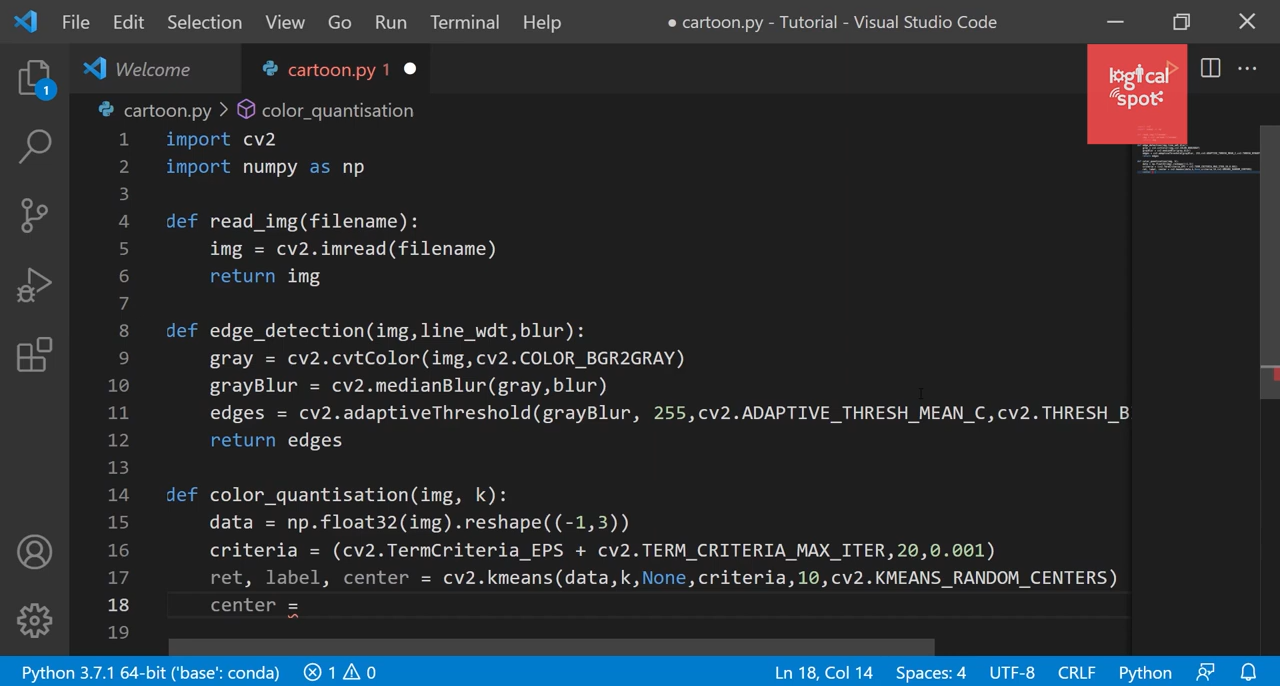 File Edit Selection View Go Run Terminal Help ● cartoon.py - Tutorial - Visual Studio Code
Welcome cartoon.py 1
logical spot
cartoon.py > color_quantisation
1 import cv2
2 import numpy as np
3
4 def read_img(filename):
5 img = cv2.imread(filename)
6 return img
7
8 def edge_detection(img,line_wdt,blur):
9 gray = cv2.cvtColor(img,cv2.COLOR_BGR2GRAY)
10 grayBlur = cv2.medianBlur(gray,blur)
11 edges = cv2.adaptiveThreshold(grayBlur, 255,cv2.ADAPTIVE_THRESH_MEAN_C,cv2.THRESH_B
12 return edges
13
14 def color_quantisation(img, k):
15 data = np.float32(img).reshape((-1,3))
16 criteria = (cv2.TermCriteria_EPS + cv2.TERM_CRITERIA_MAX_ITER,20,0.001)
17 ret, label, center = cv2.kmeans(data,k,None,criteria,10,cv2.KMEANS_RANDOM_CENTERS)
18 center =
19
1
Python 3.7.1 64-bit ('base': conda) 1 0 Ln 18, Col 14 Spaces: 4 UTF-8 CRLF Python